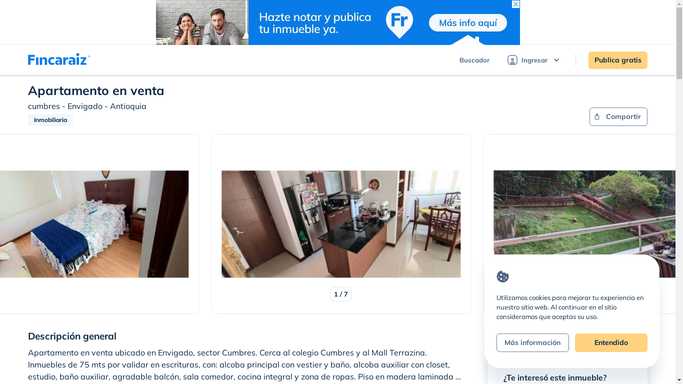 Hazte notar y publica
tu inmueble ya.
Fr
Más info aquí
Fincaraiz
Buscador
Ingresar
Publica gratis
Apartamento en venta
cumbres - Envigado - Antioquia
Inmobiliaria
Compartir
1 / 7
Utilizamos cookies para mejorar tu experiencia en
nuestro sitio web. Al continuar en el sitio
consideramos que aceptas su uso.
Más información
Entendido
Descripción general
Apartamento en venta ubicado en Envigado, sector Cumbres. Cerca al colegio Cumbres y al Mall Terrazina.
Inmuebles de 75 mts por validar en escrituras, con: alcoba principal con vestier y baño, alcoba auxiliar con closet,
estudio, baño auxiliar, agradable balcón, sala comedor, cocina integral y zona de ropas. Piso en madera laminada ...
¿Te interesó este inmueble?